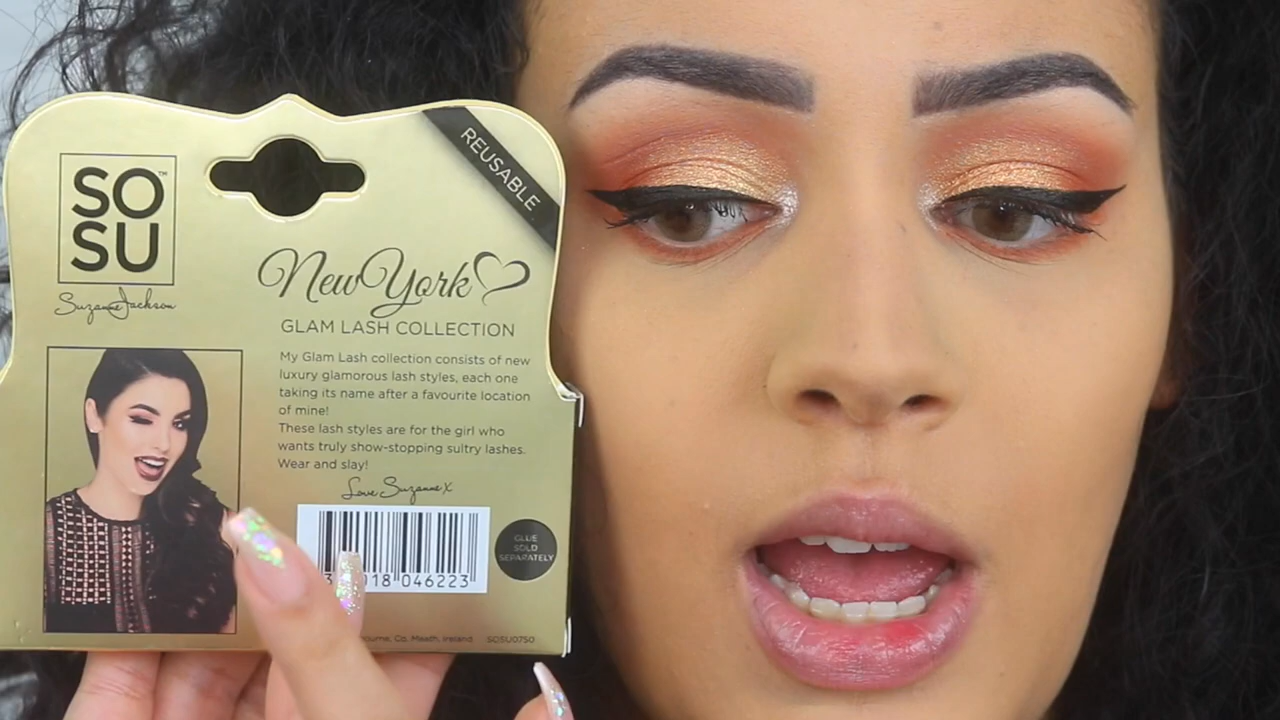 SO™
SU
Suzanne Jackson
REUSABLE
New York
GLAM LASH COLLECTION
My Glam Lash collection consists of new
luxury glamorous lash styles, each one
taking its name after a favourite location
of mine!
These lash styles are for the girl who
wants truly show-stopping sultry lashes.
Wear and slay!
Love Suzanne X
GLUE
SOLD
SEPARATELY
018 046223
Co. Meath, Ireland. SOSU0750